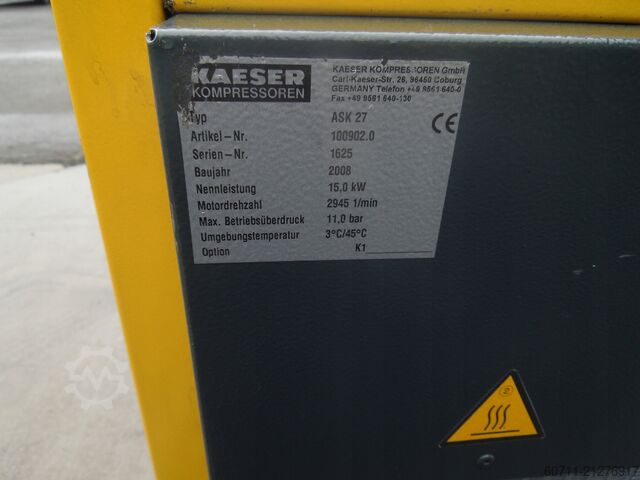 KAESER
KOMPRESSOREN
KAESER KOMPRESSOREN GmbH
Carl-Kaeser-Str. 26, 96450 Coburg
GERMANY Telefon +49 9561 640-0
Fax +49 9561 640-130
CE
Typ ASK 27
Artikel-Nr. 100902.0
Serien-Nr. 1625
Baujahr 2008
Nennleistung 15,0 kW
Motordrehzahl 2945 1/min
Max. Betriebsüberdruck 11,0 bar
Umgebungstemperatur 3°C/45°C
Option K1
2